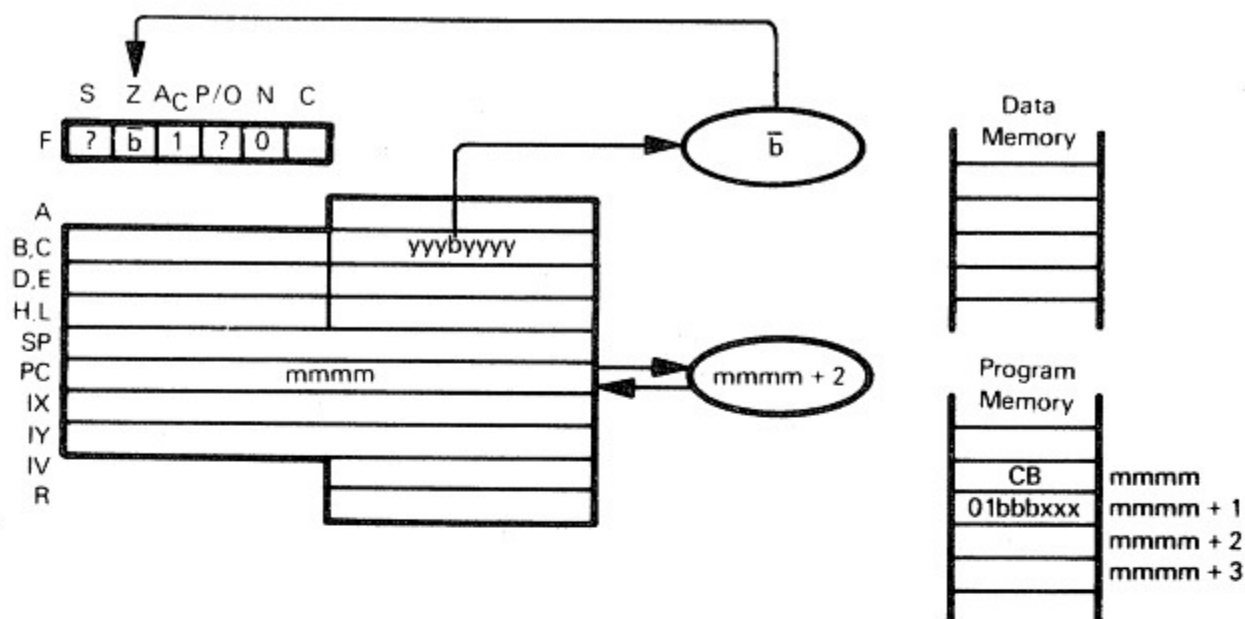 S Z AC P/O N C
F ? b̅ 1 ? 0
b̅
Data
Memory
A
B,C yyybyyyy
D,E
H,L
SP
PC mmmm
mmmm + 2
IX
IY
IV
R
Program
Memory
CB mmmm
01bbbxxx mmmm + 1
mmmm + 2
mmmm + 3